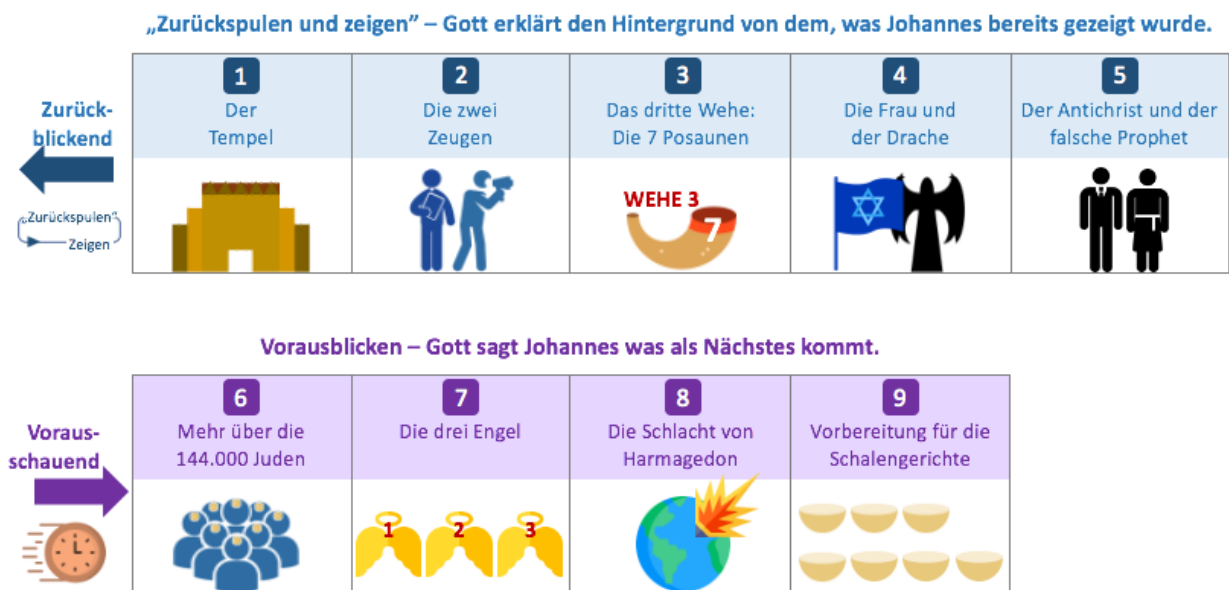 „Zurückspulen und zeigen” – Gott erklärt den Hintergrund von dem, was Johannes bereits gezeigt wurde.
Zurück-
blickend
„Zurückspulen“
Zeigen
1
Der
Tempel
2
Die zwei
Zeugen
3
Das dritte Wehe:
Die 7 Posaunen
WEHE 3
7
4
Die Frau und
der Drache
5
Der Antichrist und der
falsche Prophet
Vorausblicken – Gott sagt Johannes was als Nächstes kommt.
Voraus-
schauend
6
Mehr über die
144.000 Juden
7
Die drei Engel
1
2
3
8
Die Schlacht von
Harmagedon
9
Vorbereitung für die
Schalengerichte